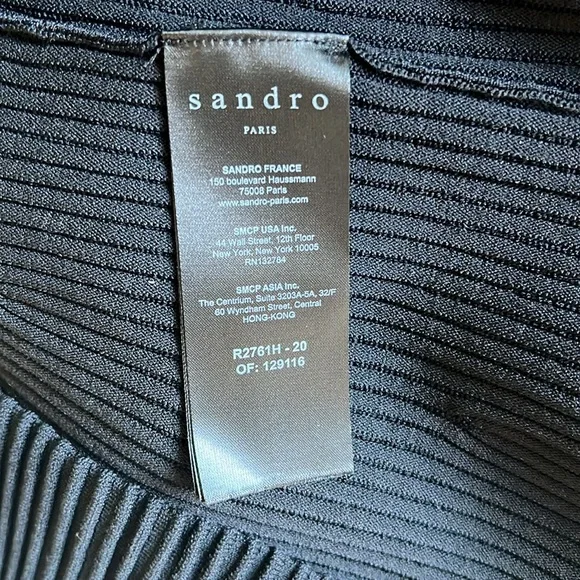 sandro
PARIS
SANDRO FRANCE
150 boulevard Haussmann
75008 Paris
www.sandro-paris.com
SMCP USA Inc.
44 Wall Street, 12th Floor
New York, New York 10005
RN132784
SMCP ASIA Inc.
The Centrium, Suite 3203A-5A, 32/F
60 Wyndham Street, Central
HONG-KONG
R2761H - 20
OF: 129116